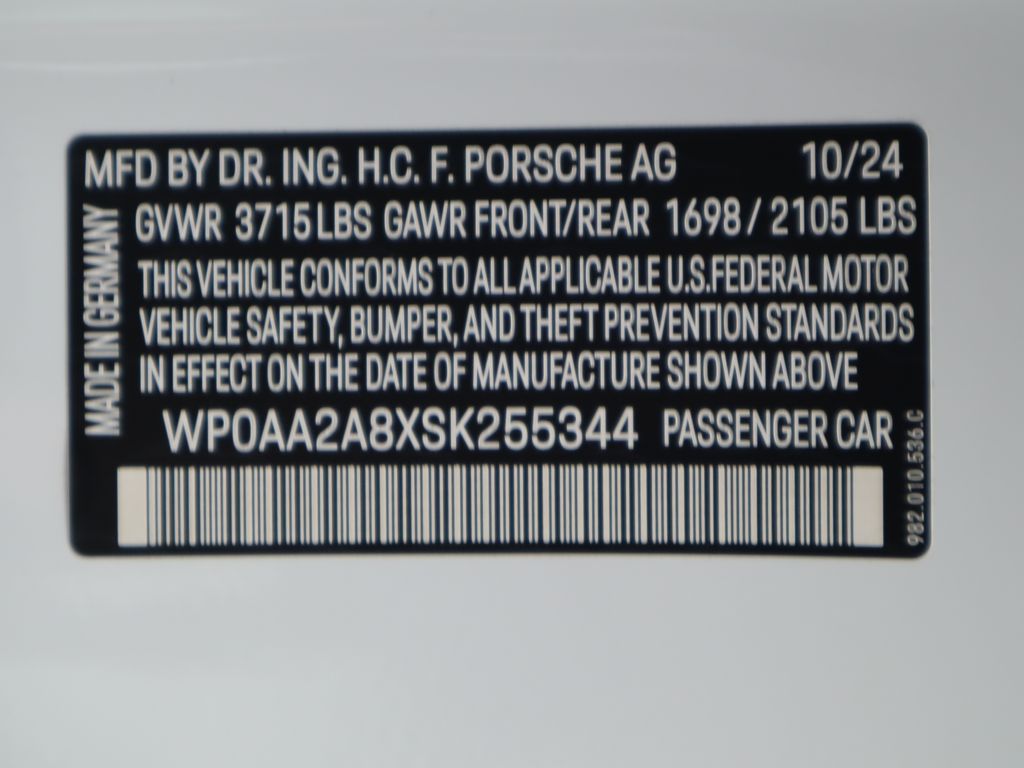 MFD BY DR. ING. H.C. F. PORSCHE AG 10/24
GVWR 3715 LBS GAWR FRONT/REAR 1698 / 2105 LBS
THIS VEHICLE CONFORMS TO ALL APPLICABLE U.S.FEDERAL MOTOR
VEHICLE SAFETY, BUMPER, AND THEFT PREVENTION STANDARDS
IN EFFECT ON THE DATE OF MANUFACTURE SHOWN ABOVE
WP0AA2A8XSK255344 PASSENGER CAR
MADE IN GERMANY
982.010.536.C